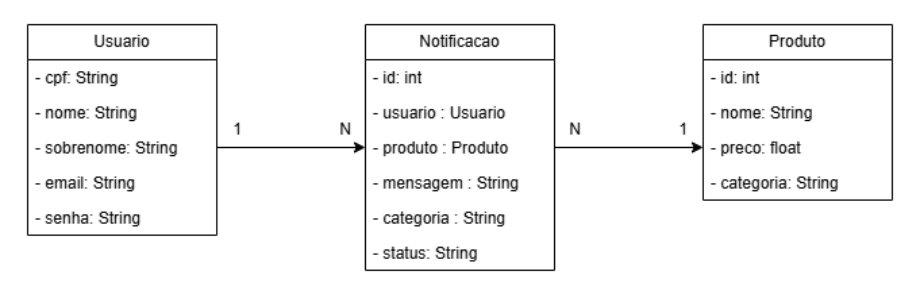 Usuario
- cpf: String
- nome: String
- sobrenome: String
- email: String
- senha: String
1
N
Notificacao
- id: int
- usuario : Usuario
- produto : Produto
- mensagem : String
- categoria : String
- status: String
N
1
Produto
- id: int
- nome: String
- preco: float
- categoria: String